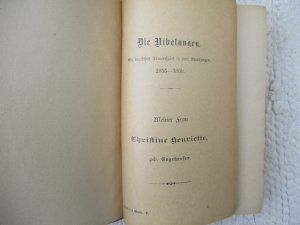 Die Nibelungen.
Ein deutsches Trauerspiel in drei Abtheilungen.
1855—1860.
Meiner Frau
Christine Henriette,
geb. Engehausen.